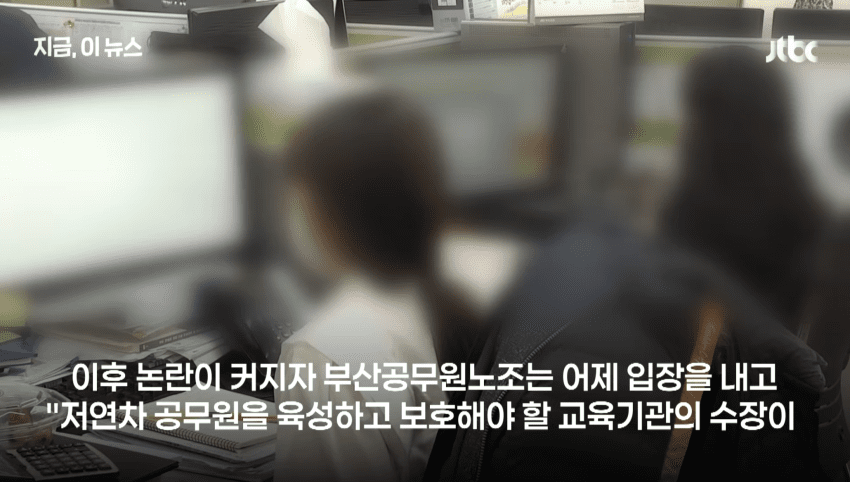 지금, 이 뉴스
jtbc
이후 논란이 커지자 부산공무원노조는 어제 입장을 내고
"저연차 공무원을 육성하고 보호해야 할 교육기관의 수장이